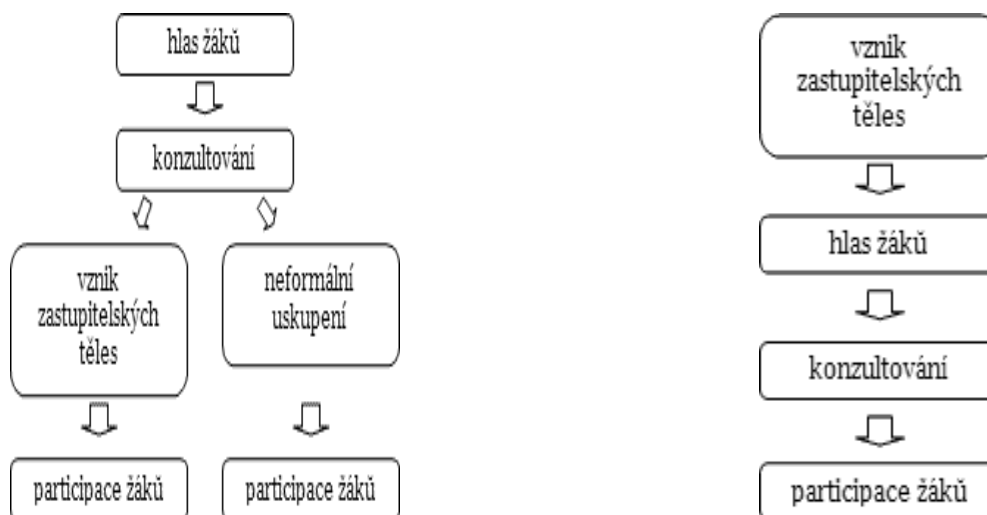 hlas žáků
konzultování
vznik
zastupitelských
těles
neformální
uskupení
participace žáků
participace žáků
vznik
zastupitelských
těles
hlas žáků
konzultování
participace žáků